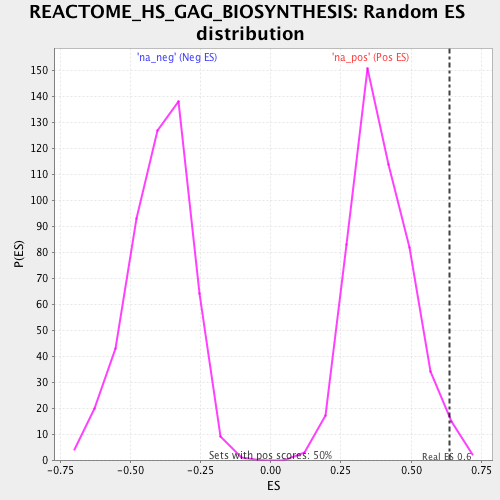 REACTOME_HS_GAG_BIOSYNTHESIS: Random ES
distribution
'na_neg' (Neg ES)
'na_pos' (Pos ES)
P(ES)
150
140
130
120
110
100
90
80
70
60
50
40
30
20
10
0
Sets with pos scores: 50%
Real ES 0.6
-0.75
-0.50
-0.25
0.00
0.25
0.50
0.75
ES